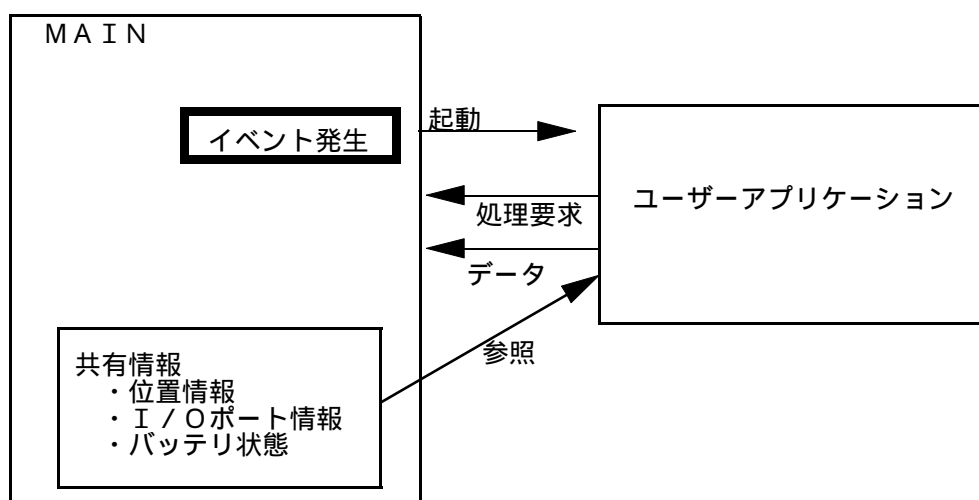 ＭＡＩＮ
イベント発生
起動
ユーザーアプリケーション
処理要求
データ
参照
共有情報
・位置情報
・Ｉ／Ｏポート情報
・バッテリ状態